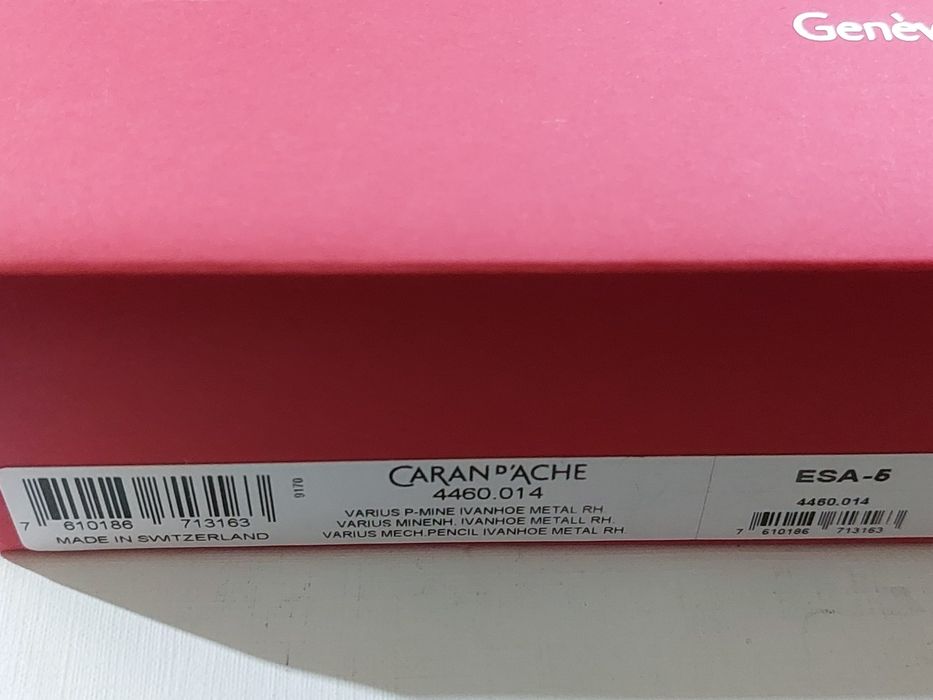 Genèv
CARAN D'ACHE
4460.014
VARIUS P-MINE IVANHOE METAL RH
VARIUS MINENH. IVANHOE METALL RH.
VARIUS MECH.PENCIL IVANHOE METAL RH.
9170
7 610186 713163
MADE IN SWITZERLAND
ESA-5
4460.014
7 610186 713163